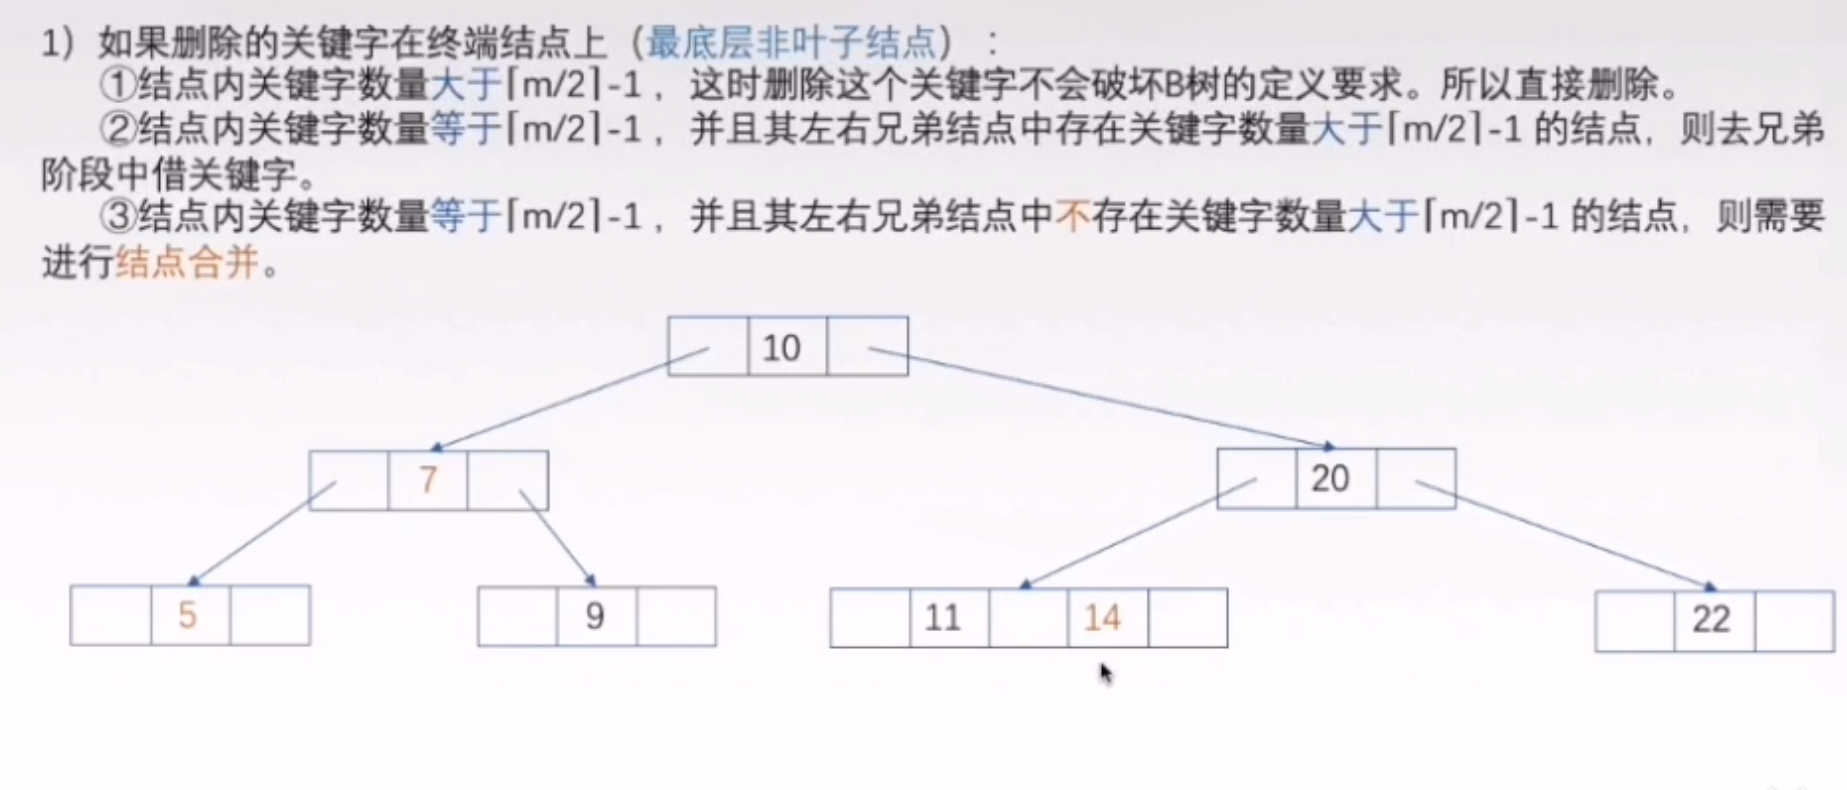 1）如果删除的关键字在终端结点上（最底层非叶子结点）：
①结点内关键字数量大于⌈m/2⌉-1，这时删除这个关键字不会破坏B树的定义要求。所以直接删除。
②结点内关键字数量等于⌈m/2⌉-1，并且其左右兄弟结点中存在关键字数量大于⌈m/2⌉-1 的结点，则去兄弟
阶段中借关键字。
③结点内关键字数量等于⌈m/2⌉-1，并且其左右兄弟结点中不存在关键字数量大于⌈m/2⌉-1 的结点，则需要
进行结点合并。
10
7 20
5 9 11 14 22